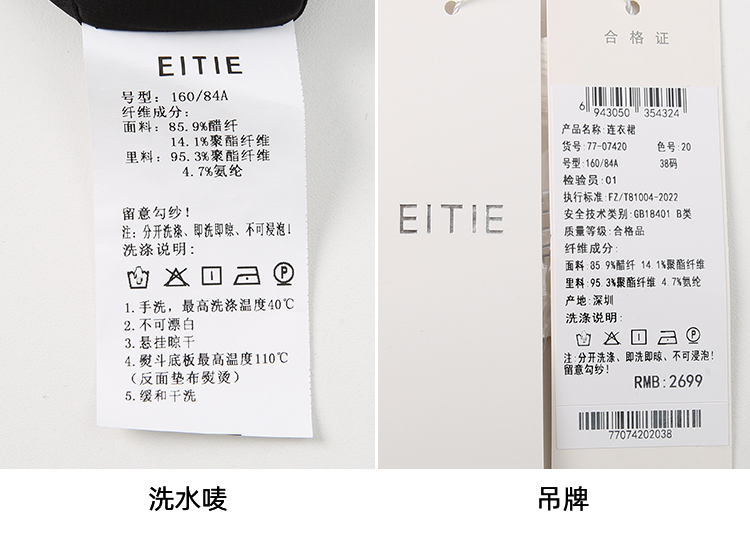 EITIE
号型：160/84A
纤维成分：
面料：85.9%醋纤
14.1%聚酯纤维
里料：95.3%聚酯纤维
4.7%氨纶
留意勾纱！
注：分开洗涤、即洗即晾、不可浸泡！
洗涤说明：
1.手洗，最高洗涤温度40℃
2.不可漂白
3.悬挂晾干
4.熨斗底板最高温度110℃
（反面垫布熨烫）
5.缓和干洗
洗水唛
EITIE
合格证
6 943050 354324
产品名称：连衣裙
货号：77-07420 色号：20
号型：160/84A 38码
检验员：01
执行标准：FZ/T81004-2022
安全技术类别：GB18401 B类
质量等级：合格品
纤维成分：
面料：85.9%醋纤 14.1%聚酯纤维
里料：95.3%聚酯纤维 4.7%氨纶
产地：深圳
洗涤说明：
注：分开洗涤、即洗即晾、不可浸泡！
留意勾纱！
RMB:2699
77074202038
吊牌